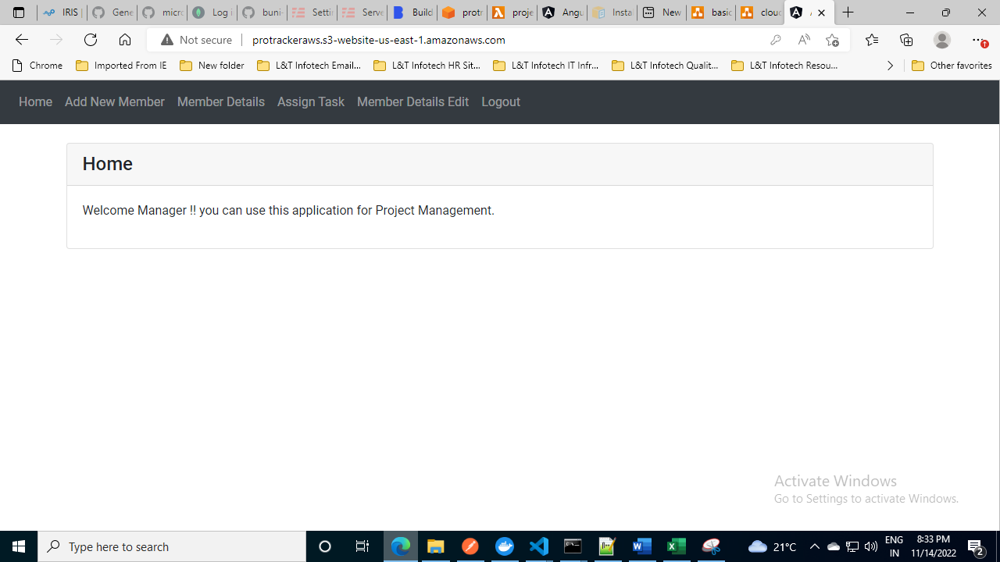 IRIS
Gene
micro
Log i
buni-
Settin
Serve
Build
protr
proje
Angu
Insta
New
basic
cloud
Not secure
protrackeraws.s3-website-us-east-1.amazonaws.com
Chrome
Imported From IE
New folder
L&T Infotech Email...
L&T Infotech HR Sit...
L&T Infotech IT Infr...
L&T Infotech Qualit...
L&T Infotech Resou...
Other favorites
Home Add New Member Member Details Assign Task Member Details Edit Logout
Home
Welcome Manager !! you can use this application for Project Management.
Activate Windows
Go to Settings to activate Windows.
Type here to search
21°C
ENG
IN
8:33 PM
11/14/2022
2